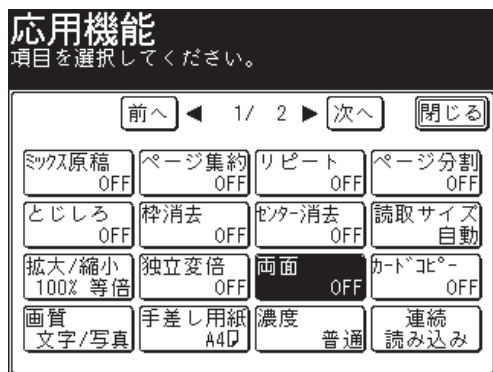 応用機能
項目を選択してください。
前へ ◀ 1/ 2 ▶ 次へ 閉じる
ﾐｯｸｽ原稿 ページ集約 リピート ページ分割
OFF OFF OFF OFF
とじしろ 枠消去 ｾﾝﾀｰ消去 読取サイズ
OFF OFF OFF 自動
拡大/縮小 独立変倍 両面 ｶｰﾄﾞｺﾋﾟｰ
100% 等倍 OFF OFF OFF
画質 手差し用紙 濃度 連続
文字/写真 A4 普通 読み込み